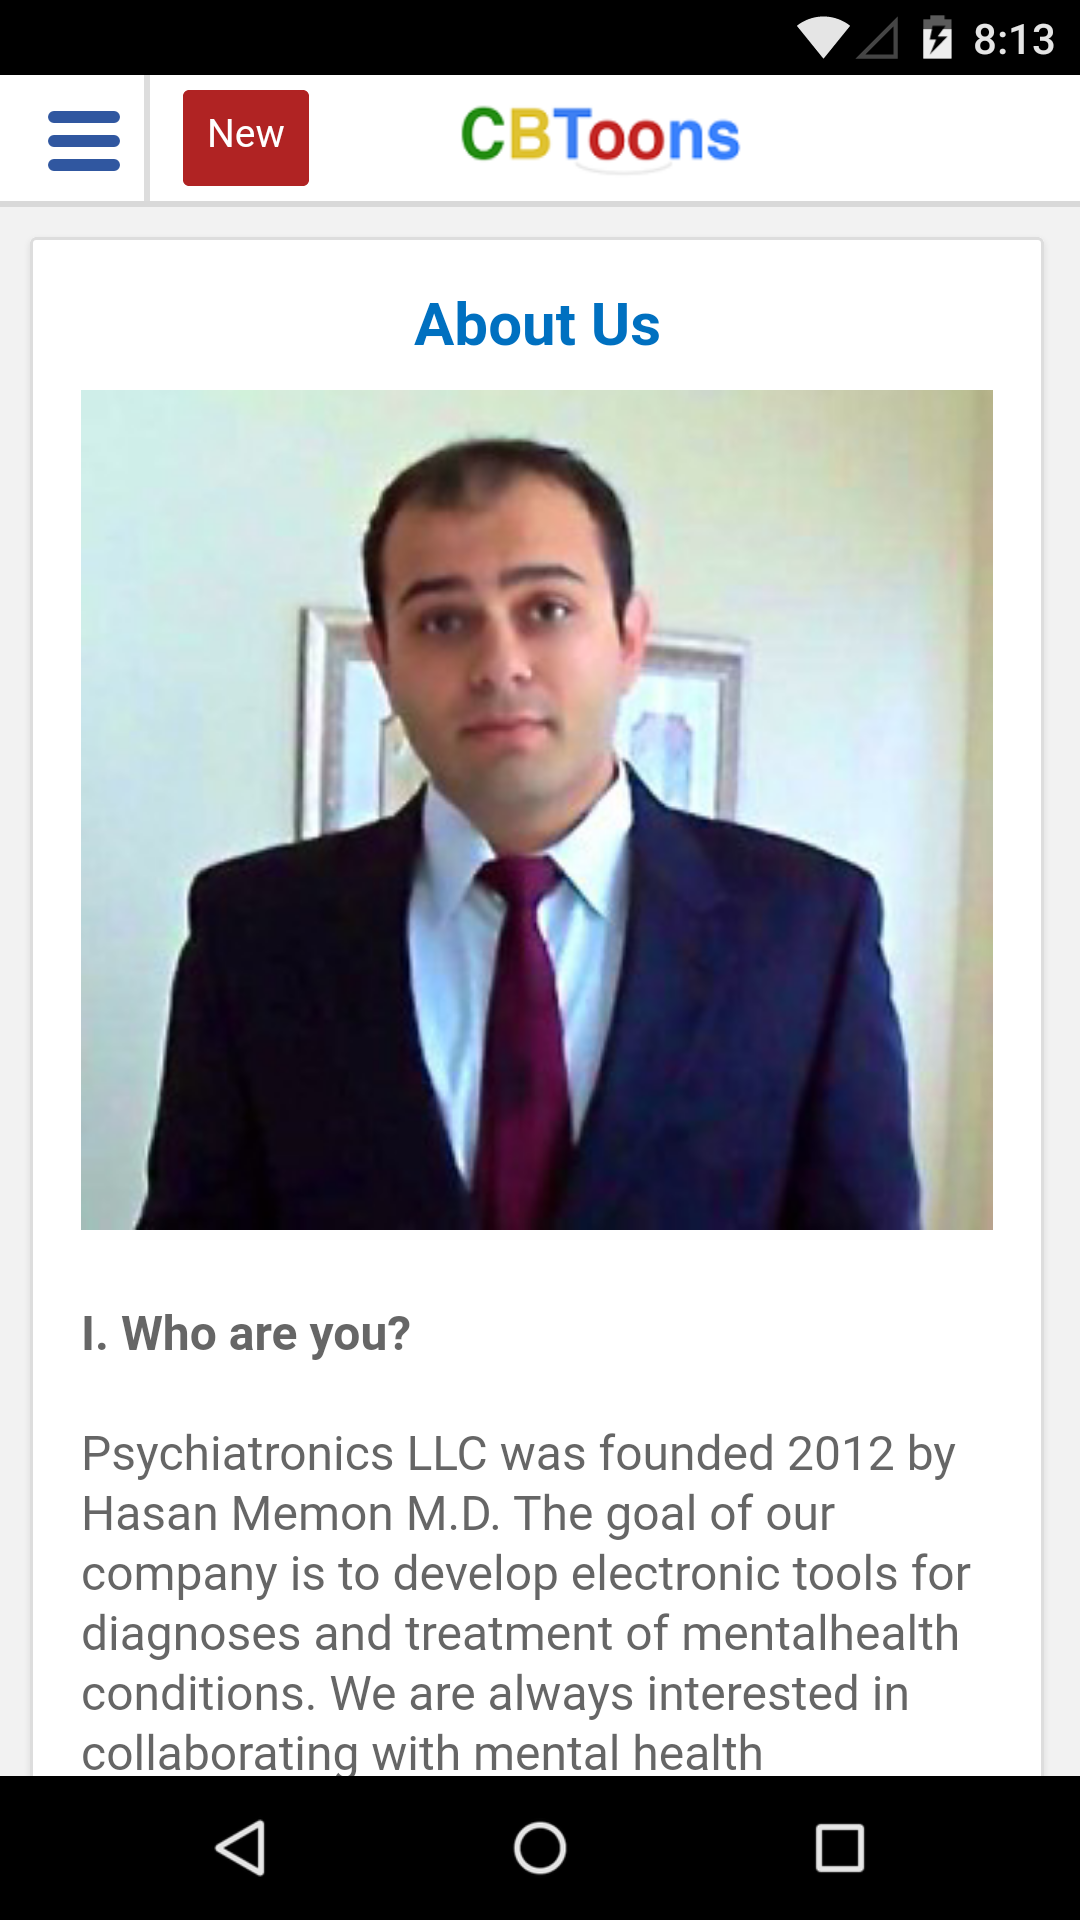 8:13
New
CBToons
About Us
I. Who are you?
Psychiatronics LLC was founded 2012 by
Hasan Memon M.D. The goal of our
company is to develop electronic tools for
diagnoses and treatment of mentalhealth
conditions. We are always interested in
collaborating with mental health